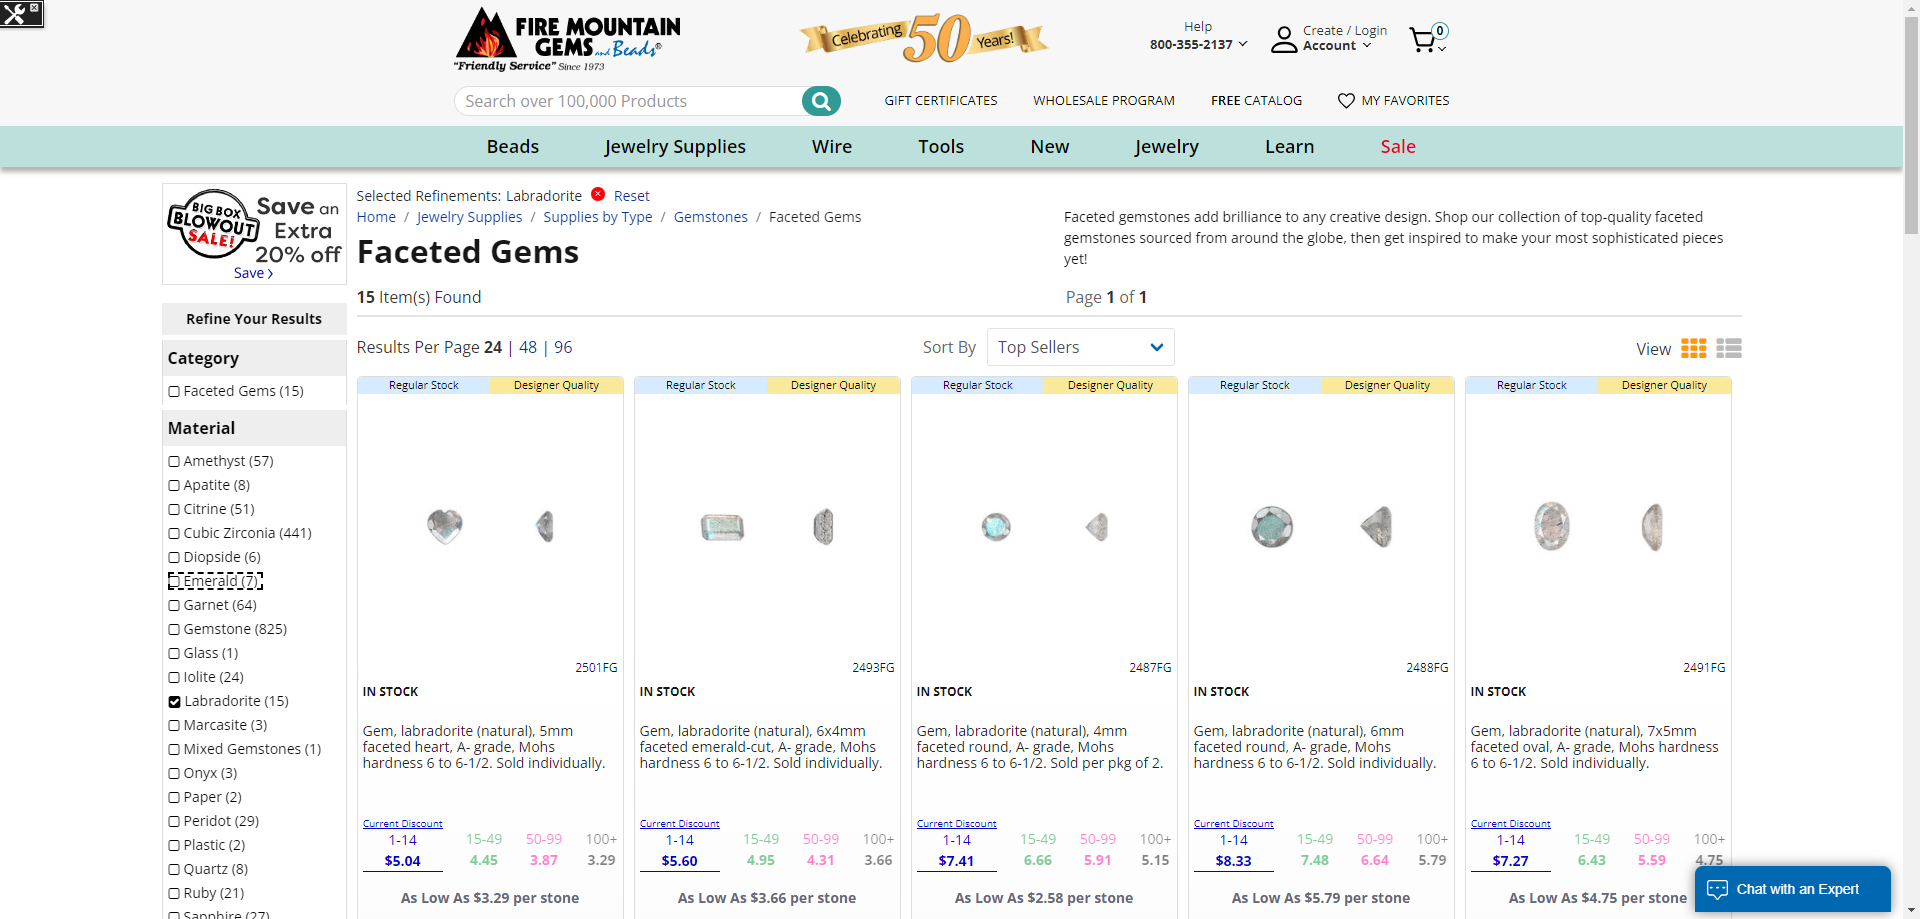 FIRE MOUNTAIN
GEMS and Beads®
"Friendly Service" Since 1973
Celebrating 50 Years!
Help
800-355-2137
Create / Login
Account
0
Search over 100,000 Products
GIFT CERTIFICATES
WHOLESALE PROGRAM
FREE CATALOG
MY FAVORITES
Beads
Jewelry Supplies
Wire
Tools
New
Jewelry
Learn
Sale
BIG BOX
BLOWOUT
SALE!
Save an
Extra
20% off
Save >
Selected Refinements: Labradorite Reset
Home / Jewelry Supplies / Supplies by Type / Gemstones / Faceted Gems
Faceted Gems
Faceted gemstones add brilliance to any creative design. Shop our collection of top-quality faceted
gemstones sourced from around the globe, then get inspired to make your most sophisticated pieces
yet!
15 Item(s) Found
Page 1 of 1
Refine Your Results
Category
Faceted Gems (15)
Material
Amethyst (57)
Apatite (8)
Citrine (51)
Cubic Zirconia (441)
Diopside (6)
Emerald (7)
Garnet (64)
Gemstone (825)
Glass (1)
Iolite (24)
Labradorite (15)
Marcasite (3)
Mixed Gemstones (1)
Onyx (3)
Paper (2)
Peridot (29)
Plastic (2)
Quartz (8)
Ruby (21)
Sapphire (27)
Results Per Page 24 | 48 | 96
Sort By Top Sellers
View
Regular Stock Designer Quality
2501FG
IN STOCK
Gem, labradorite (natural), 5mm
faceted heart, A- grade, Mohs
hardness 6 to 6-1/2. Sold individually.
Current Discount
1-14 15-49 50-99 100+
$5.04 4.45 3.87 3.29
As Low As $3.29 per stone
Regular Stock Designer Quality
2493FG
IN STOCK
Gem, labradorite (natural), 6x4mm
faceted emerald-cut, A- grade, Mohs
hardness 6 to 6-1/2. Sold individually.
Current Discount
1-14 15-49 50-99 100+
$5.60 4.95 4.31 3.66
As Low As $3.66 per stone
Regular Stock Designer Quality
2487FG
IN STOCK
Gem, labradorite (natural), 4mm
faceted round, A- grade, Mohs
hardness 6 to 6-1/2. Sold per pkg of 2.
Current Discount
1-14 15-49 50-99 100+
$7.41 6.66 5.91 5.15
As Low As $2.58 per stone
Regular Stock Designer Quality
2488FG
IN STOCK
Gem, labradorite (natural), 6mm
faceted round, A- grade, Mohs
hardness 6 to 6-1/2. Sold individually.
Current Discount
1-14 15-49 50-99 100+
$8.33 7.48 6.64 5.79
As Low As $5.79 per stone
Regular Stock Designer Quality
2491FG
IN STOCK
Gem, labradorite (natural), 7x5mm
faceted oval, A- grade, Mohs hardness
6 to 6-1/2. Sold individually.
Current Discount
1-14 15-49 50-99 100+
$7.27 6.43 5.59 4.75
As Low As $4.75 per stone
Chat with an Expert